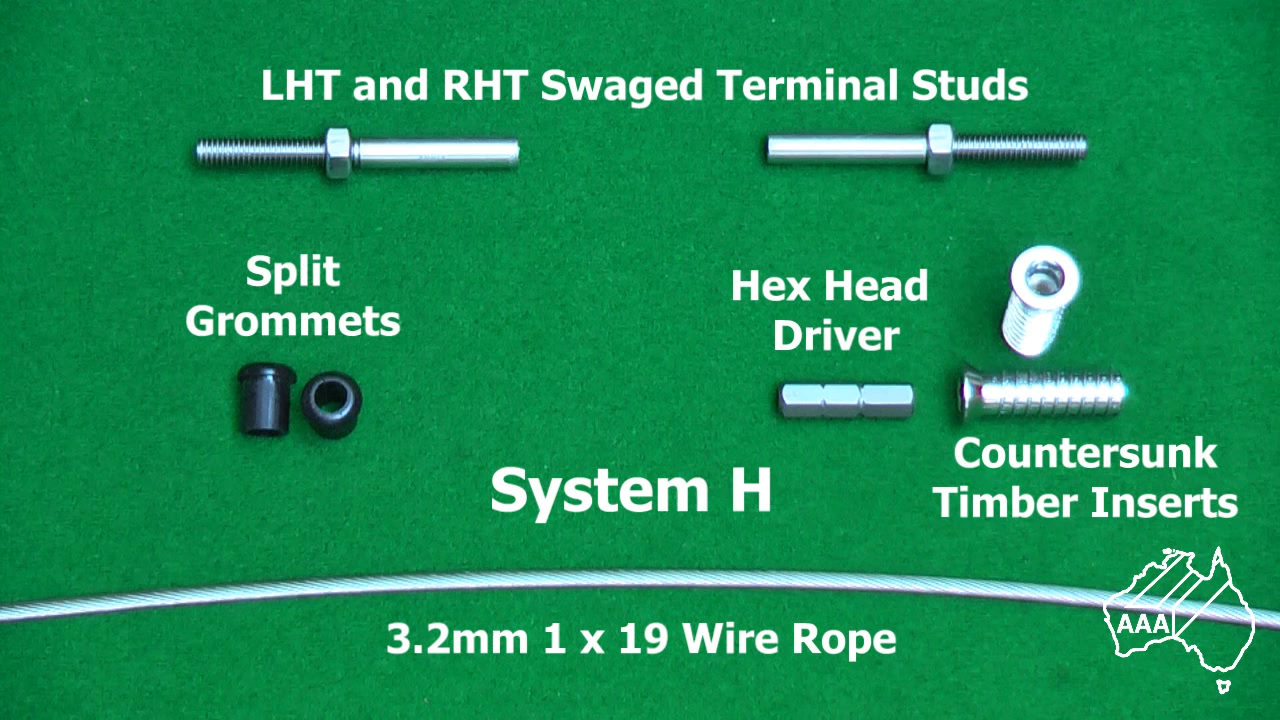 LHT and RHT Swaged Terminal Studs
Split
Grommets
Hex Head
Driver
Countersunk
Timber Inserts
System H
3.2mm 1 x 19 Wire Rope
AAA